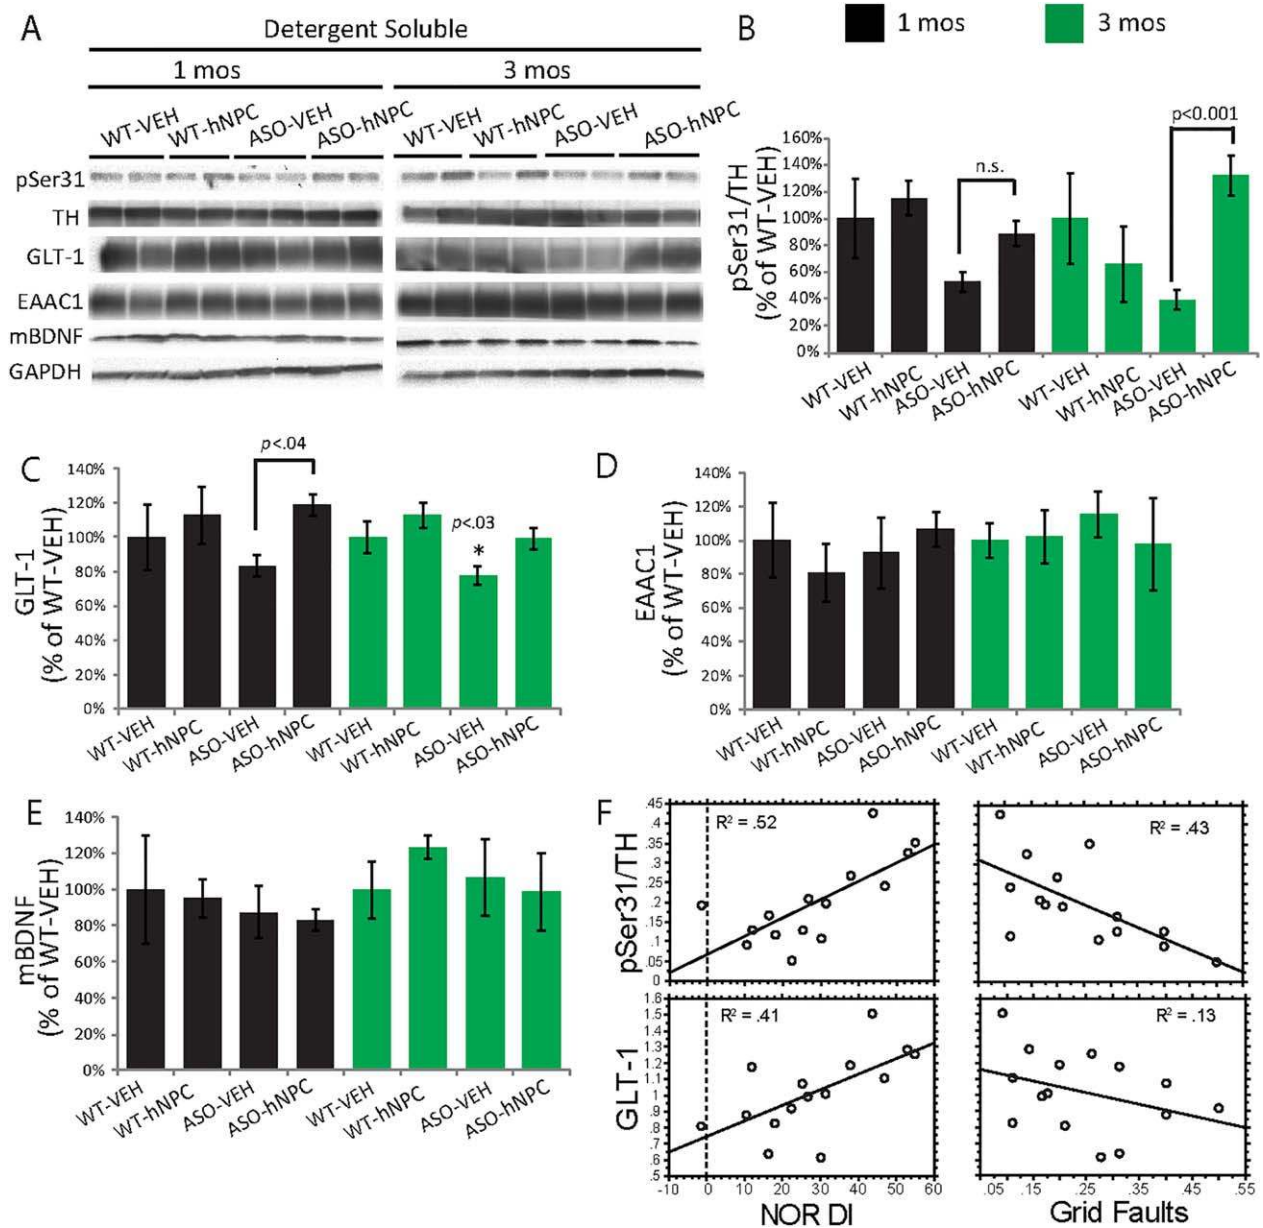 A
Detergent Soluble
1 mos
3 mos
WT-VEH
WT-hNPC
ASO-VEH
ASO-hNPC
WT-VEH
WT-hNPC
ASO-VEH
ASO-hNPC
pSer31
TH
GLT-1
EAAC1
mBDNF
GAPDH
B
1 mos
3 mos
pSer31/TH
(% of WT-VEH)
160%
140%
120%
100%
80%
60%
40%
20%
0%
n.s.
p<0.001
WT-VEH
WT-hNPC
ASO-VEH
ASO-hNPC
WT-VEH
WT-hNPC
ASO-VEH
ASO-hNPC
C
GLT-1
(% of WT-VEH)
140%
120%
100%
80%
60%
40%
20%
0%
p<.04
p<.03
*
WT-VEH
WT-hNPC
ASO-VEH
ASO-hNPC
WT-VEH
WT-hNPC
ASO-VEH
ASO-hNPC
D
EAAC1
(% of WT-VEH)
140%
120%
100%
80%
60%
40%
20%
0%
WT-VEH
WT-hNPC
ASO-VEH
ASO-hNPC
WT-VEH
WT-hNPC
ASO-VEH
ASO-hNPC
E
mBDNF
(% of WT-VEH)
140%
120%
100%
80%
60%
40%
20%
0%
WT-VEH
WT-hNPC
ASO-VEH
ASO-hNPC
WT-VEH
WT-hNPC
ASO-VEH
ASO-hNPC
F
pSer31/TH
.45
.4
.35
.3
.25
.2
.15
.1
.05
0
R² = .52
R² = .43
GLT-1
1.6
1.5
1.4
1.3
1.2
1.1
1
.9
.8
.7
.6
.5
R² = .41
R² = .13
-10 0 10 20 30 40 50 60
NOR DI
.05 .15 .25 .35 .45 .55
Grid Faults